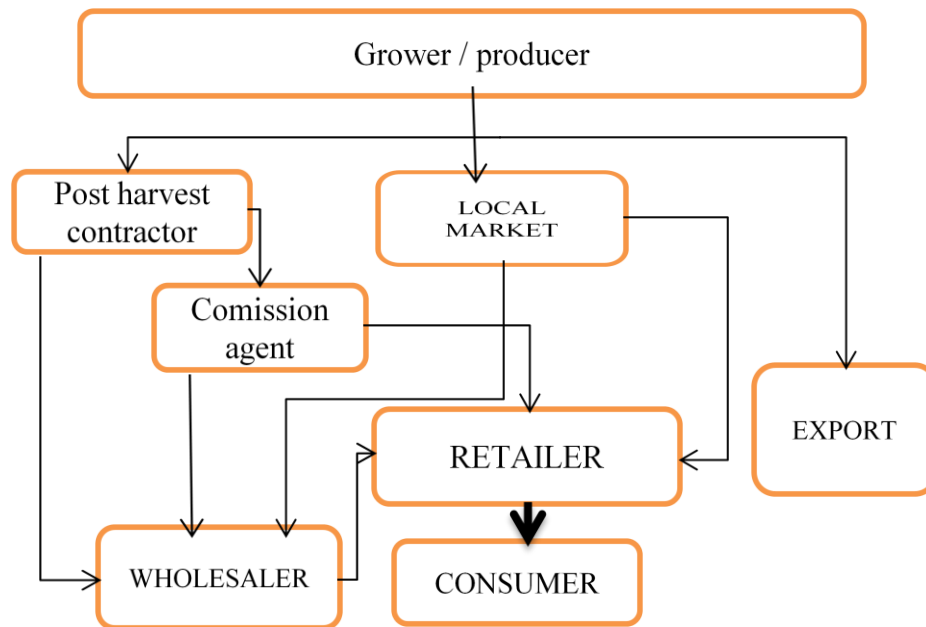 Grower / producer
Post harvest
contractor
LOCAL
MARKET
Comission
agent
EXPORT
RETAILER
WHOLESALER
CONSUMER